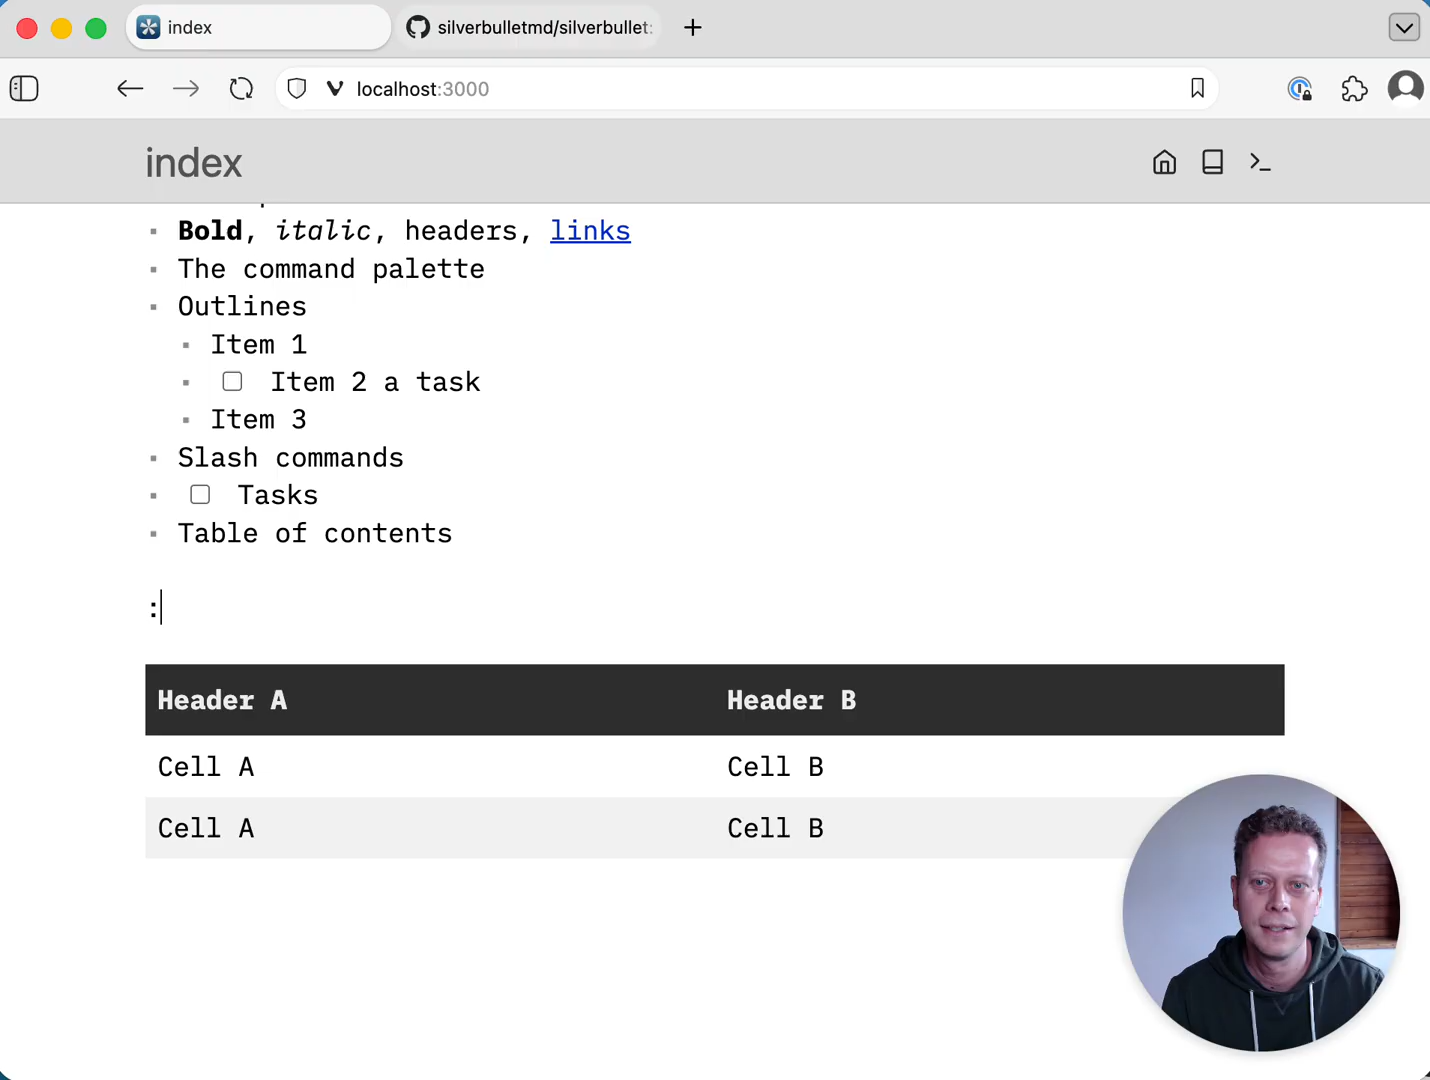 index
silverbulletmd/silverbullet:
localhost:3000
index
Bold, italic, headers, links
The command palette
Outlines
Item 1
Item 2 a task
Item 3
Slash commands
Tasks
Table of contents
:
Header A Header B
Cell A Cell B
Cell A Cell B